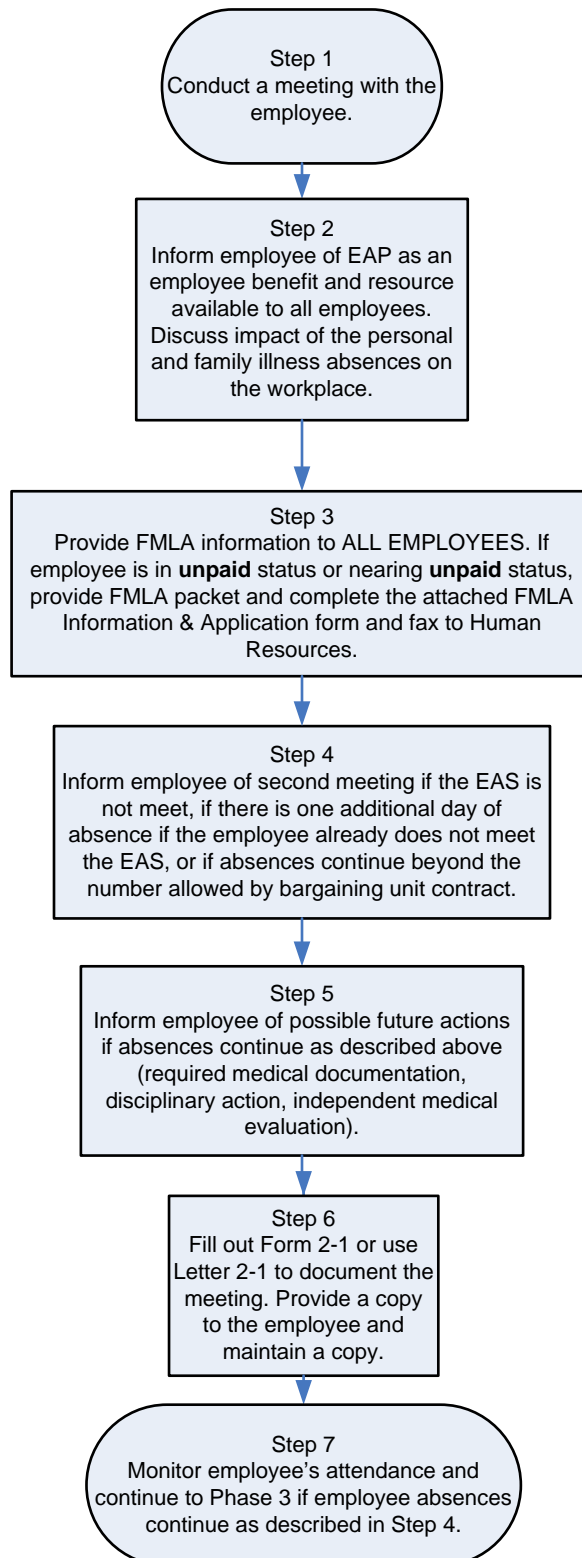 Step 1
Conduct a meeting with the
employee.
Step 2
Inform employee of EAP as an
employee benefit and resource
available to all employees.
Discuss impact of the personal
and family illness absences on
the workplace.
Step 3
Provide FMLA information to ALL EMPLOYEES. If
employee is in unpaid status or nearing unpaid status,
provide FMLA packet and complete the attached FMLA
Information & Application form and fax to Human
Resources.
Step 4
Inform employee of second meeting if the EAS is
not meet, if there is one additional day of
absence if the employee already does not meet
the EAS, or if absences continue beyond the
number allowed by bargaining unit contract.
Step 5
Inform employee of possible future actions
if absences continue as described above
(required medical documentation,
disciplinary action, independent medical
evaluation).
Step 6
Fill out Form 2-1 or use
Letter 2-1 to document the
meeting. Provide a copy
to the employee and
maintain a copy.
Step 7
Monitor employee’s attendance and
continue to Phase 3 if employee absences
continue as described in Step 4.